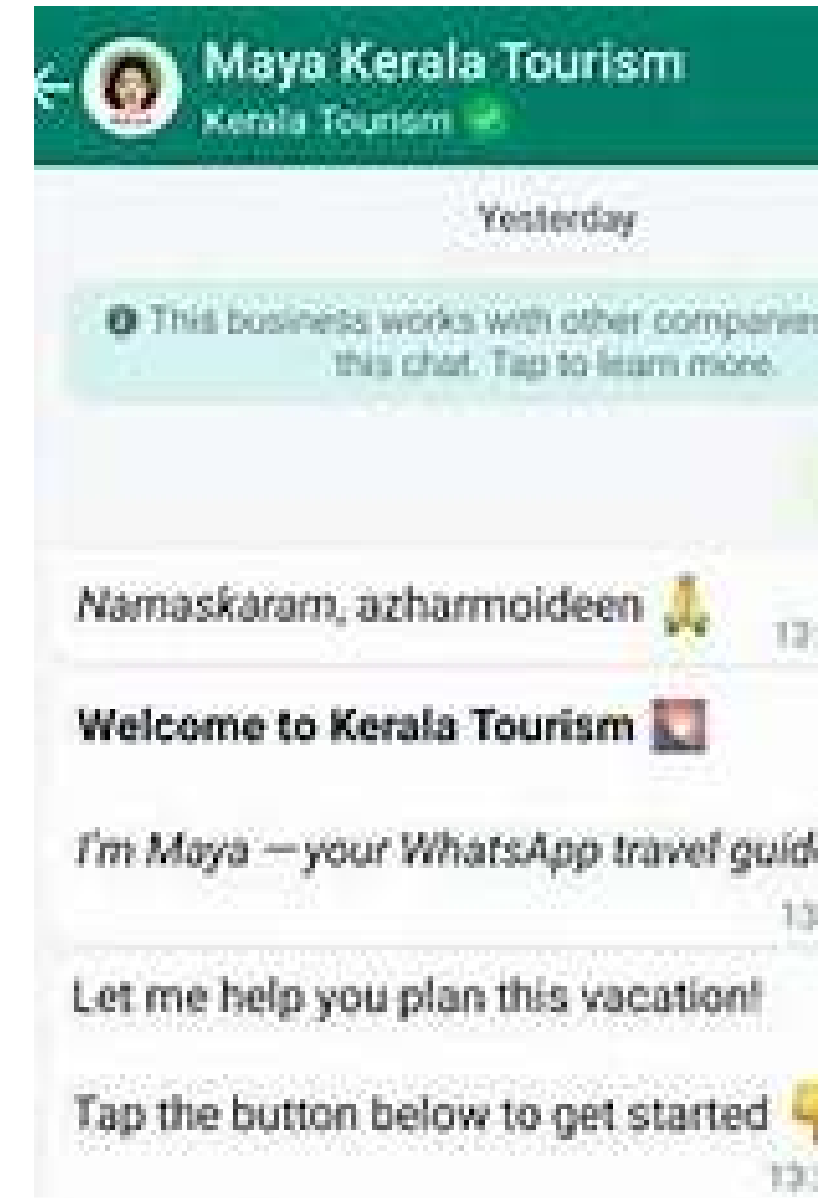 Maya Kerala Tourism
Kerala Tourism
Yesterday
This business works with other companies
this chat. Tap to learn more.
Namaskaram, azharmoideen 🙏
Welcome to Kerala Tourism
I'm Maya — your WhatsApp travel
Let me help you plan this vacation!
Tap the button below to get started